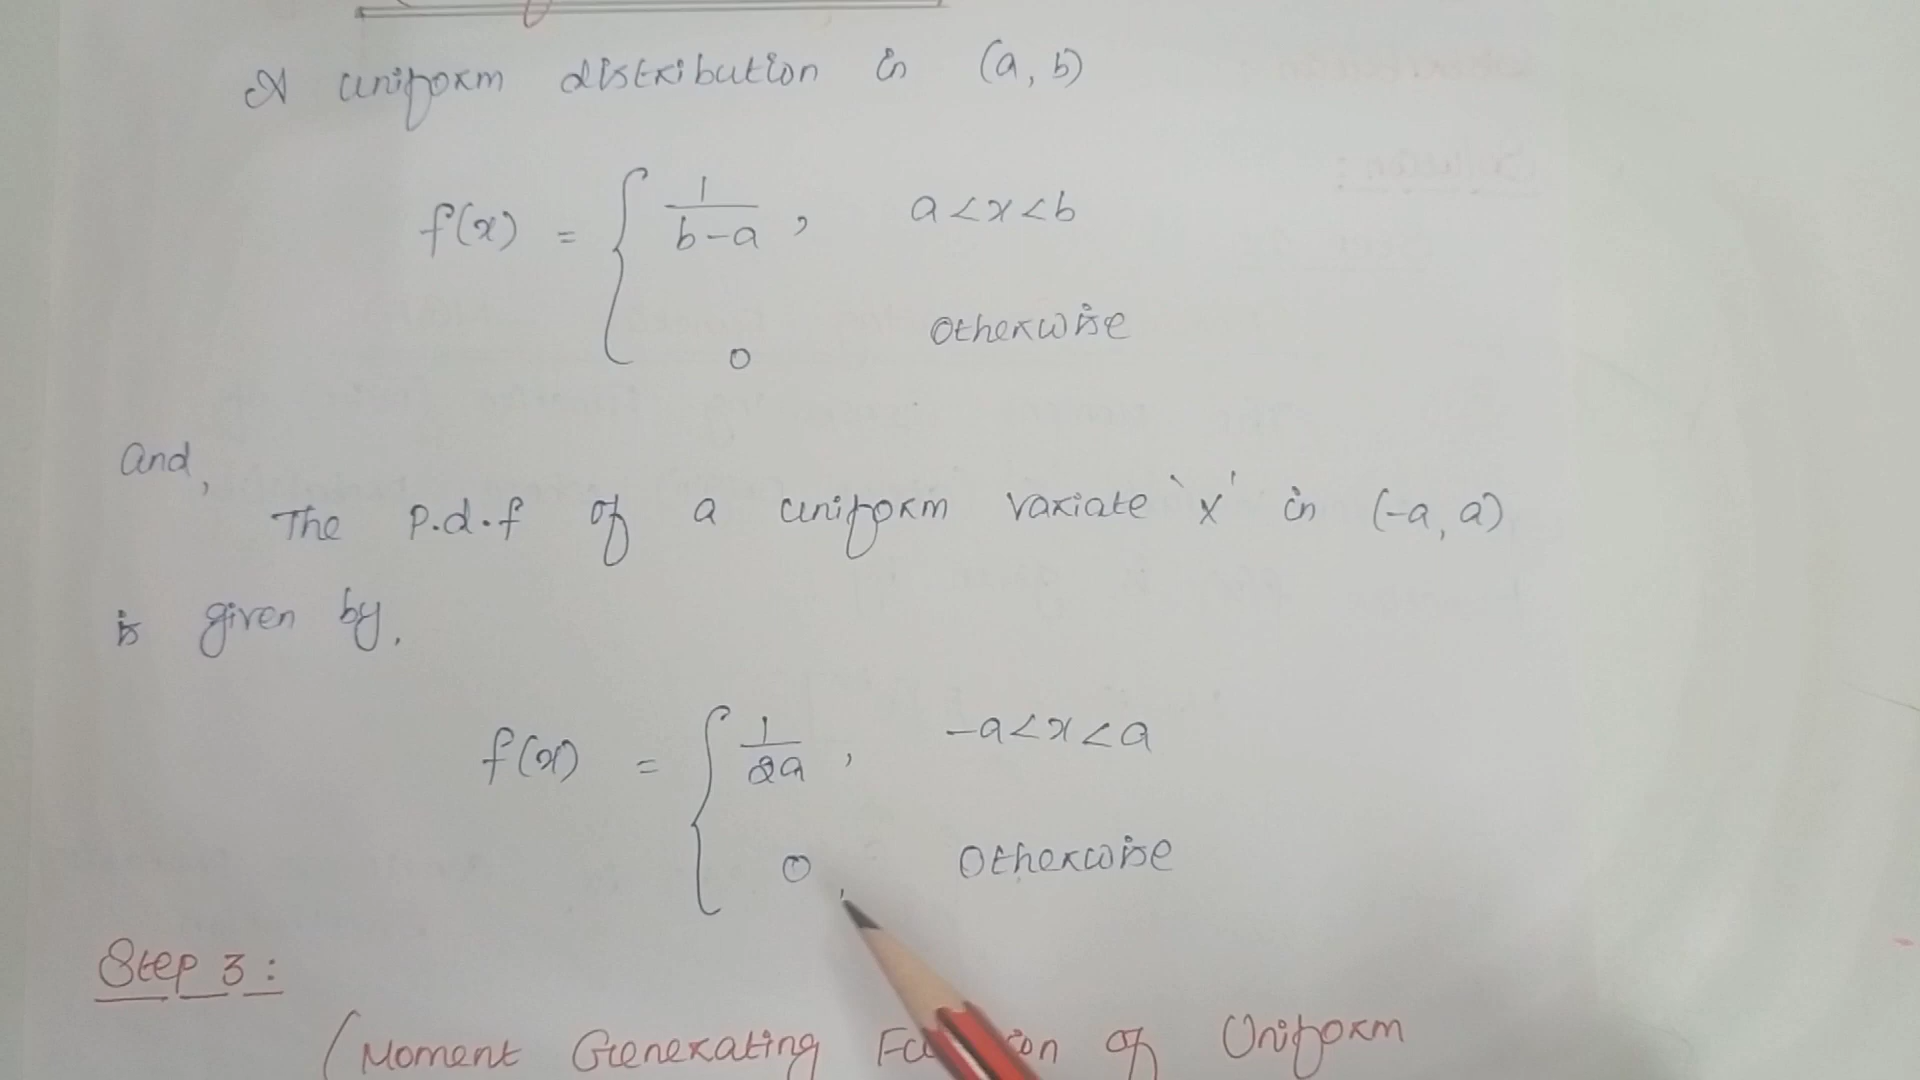 A uniform distribution in (a, b)
f(x) = { 1/(b-a) , a < x < b
0 otherwise
and,
The p.d.f of a uniform variate `x' in (-a, a)
is given by,
f(x) = { 1/2a , -a < x < a
0, otherwise
Step 3 :
(Moment Generating of Uniform